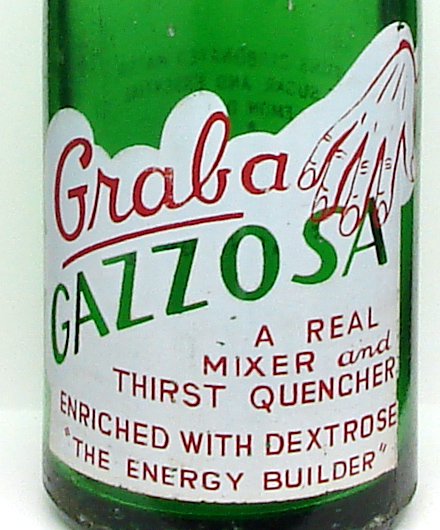 Graba
GAZZOSA
A REAL
MIXER and
THIRST QUENCHER
ENRICHED WITH DEXTROSE
"THE ENERGY BUILDER"